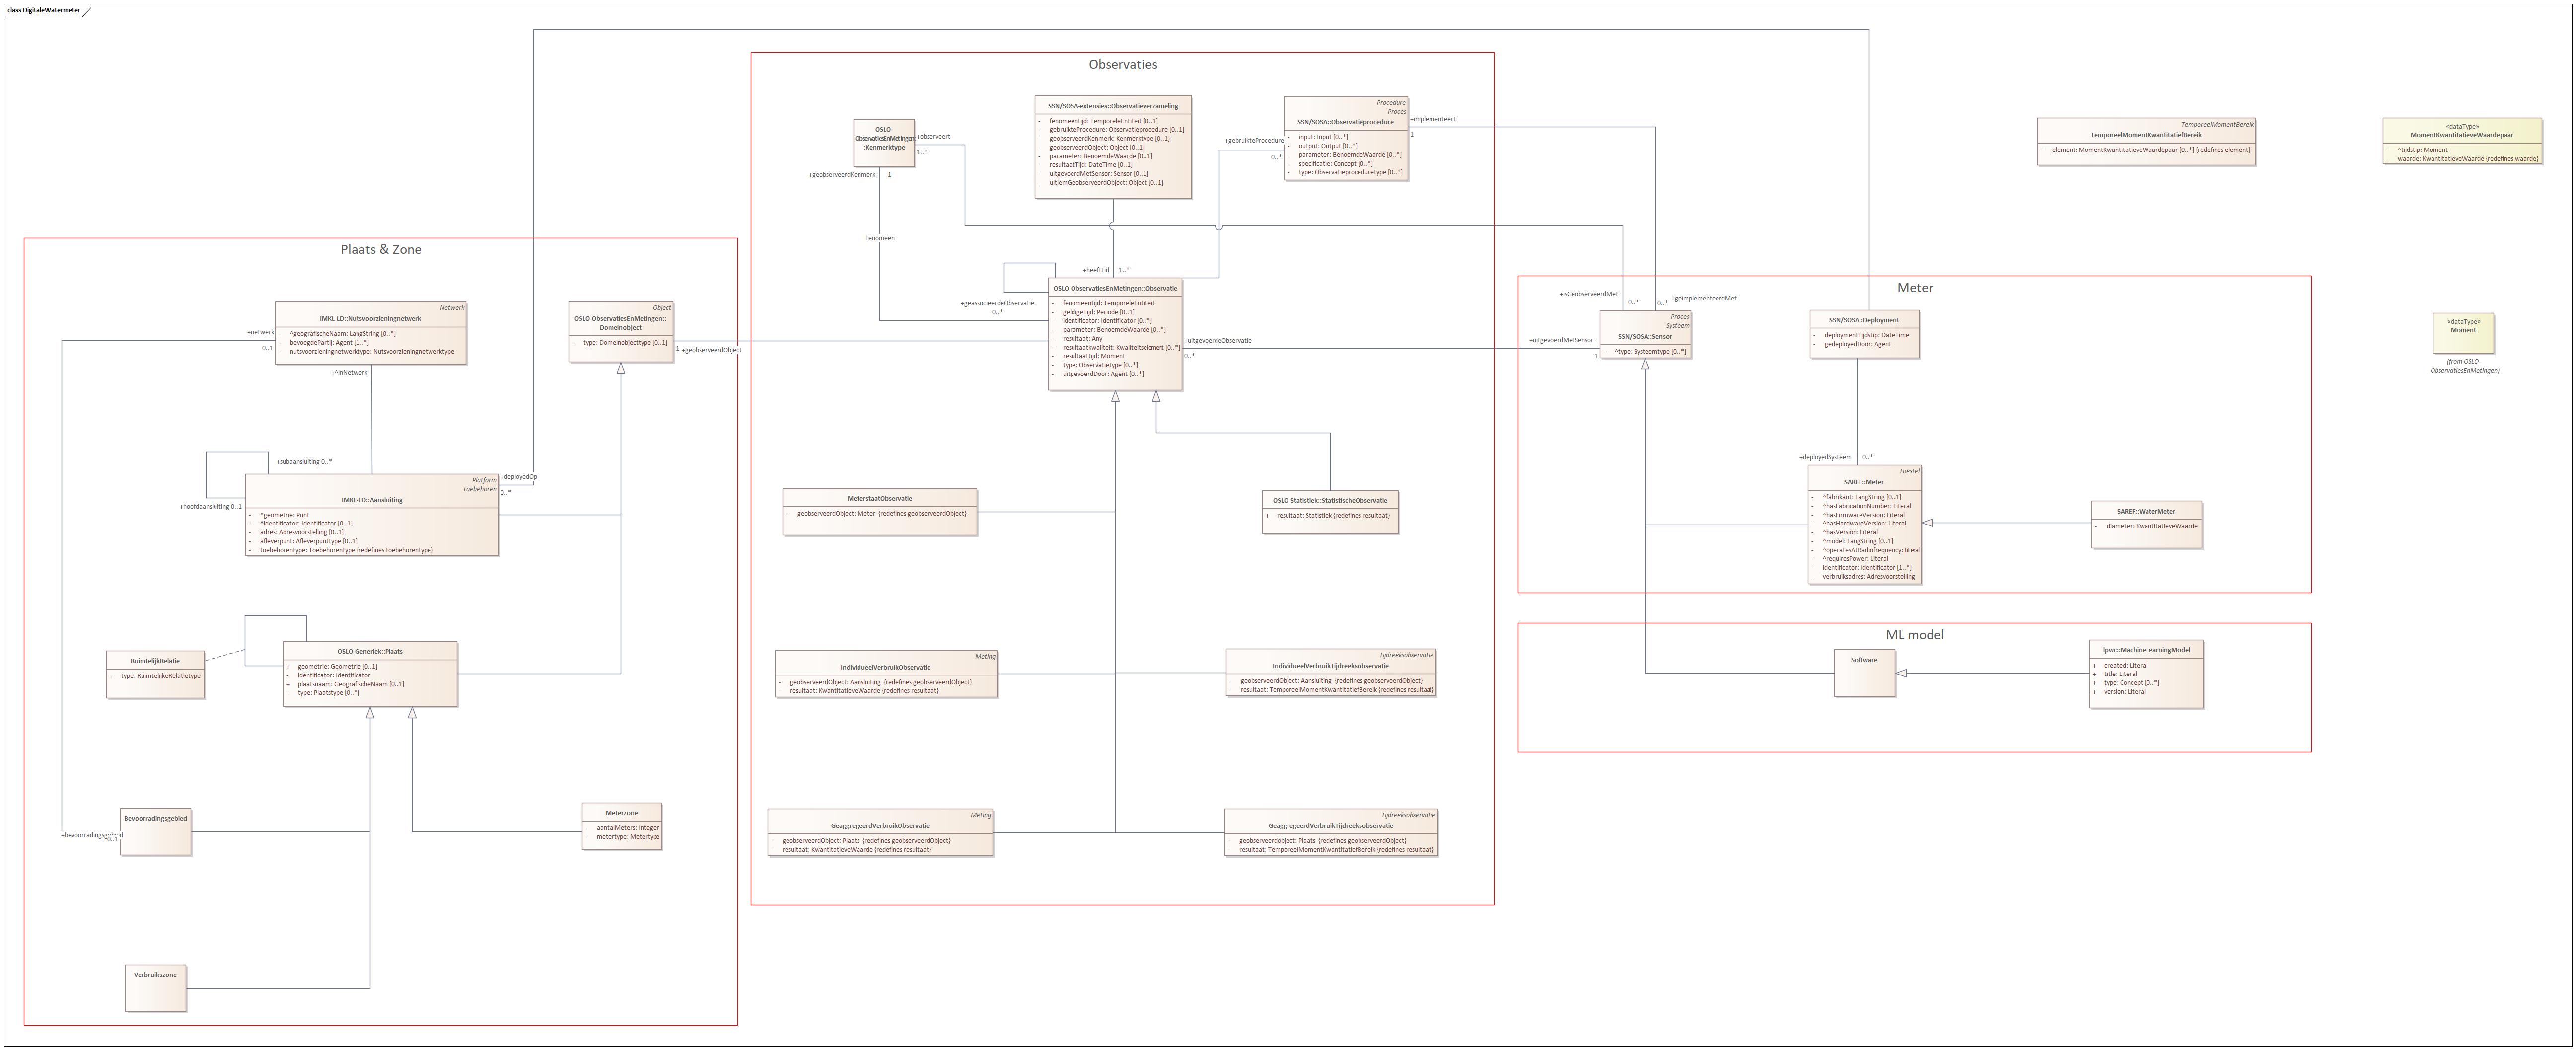 class DigitaleWatermeter
Plaats & Zone
Netwerk
IMKL-LD::Nutsvoorzieningnetwerk
- ^geografischeNaam: LangString [0..*]
- bevoegdePartij: Agent [1..*]
- nutsvoorzieningnetwerktype: Nutsvoorzieningnetwerktype
+netwerk
0..1
+^inNetwerk
Object
OSLO-ObservatiesEnMetingen::
Domeinobject
- type: Domeinobjecttype [0..1]
1 +geobserveerdObject
+subaansluiting 0..*
+hoofdaansluiting 0..1
Platform
Toebehoren
IMKL-LD::Aansluiting
- ^geometrie: Punt
- ^identificator: Identificator [0..1]
- adres: Adresvoorstelling [0..1]
- afleverpunt: Afleverpunttype [0..1]
- toebehorentype: Toebehorentype {redefines toebehorentype}
+deployedOp
0..*
RuimtelijkRelatie
- type: RuimtelijkeRelatietype
OSLO-Generiek::Plaats
+ geometrie: Geometrie [0..1]
- identificator: Identificator
+ plaatsnaam: GeografischeNaam [0..1]
- type: Plaatstype [0..*]
Bevoorradingsgebied
+bevoorradingsgebied
0..1
Meterzone
- aantalMeters: Integer
- metertype: Metertype
Verbruikszone
Observaties
OSLO-
ObservatiesEnMetingen:
:Kenmerktype
+observeert
1..*
+geobserveerdKenmerk
1
Fenomeen
SSN/SOSA-extensies::Observatieverzameling
- fenomeentijd: TemporeleEntiteit [0..1]
- gebruikteProcedure: Observatieprocedure [0..1]
- geobserveerdKenmerk: Kenmerktype [0..1]
- geobserveerdObject: Object [0..1]
- parameter: BenoemdeWaarde [0..1]
- resultaatTijd: DateTime [0..1]
- uitgevoerdMetSensor: Sensor [0..1]
- ultiemGeobserveerdObject: Object [0..1]
Procedure
Proces
SSN/SOSA::Observatieprocedure
- input: Input [0..*]
- output: Output [0..*]
- parameter: BenoemdeWaarde [0..*]
- specificatie: Concept [0..*]
- type: Observatieproceduretype [0..*]
+gebruikteProcedure
0..*
+implementeert
1
+heeftLid
1..*
+geassocieerdeObservatie
0..*
OSLO-ObservatiesEnMetingen::Observatie
- fenomeentijd: TemporeleEntiteit
- geldigeTijd: Periode [0..1]
- identificator: Identificator [0..*]
- parameter: BenoemdeWaarde [0..*]
- resultaat: Any
- resultaatkwaliteit: Kwaliteitselement [0..*]
- resultaattijd: Moment
- type: Observatietype [0..*]
- uitgevoerdDoor: Agent [0..*]
+uitgevoerdeObservatie
0..*
MeterstaatObservatie
- geobserveerdObject: Meter {redefines geobserveerdObject}
OSLO-Statistiek::StatistischeObservatie
+ resultaat: Statistiek {redefines resultaat}
Meting
IndividueelVerbruikObservatie
- geobserveerdObject: Aansluiting {redefines geobserveerdObject}
- resultaat: KwantitatieveWaarde {redefines resultaat}
Tijdreeksobservatie
IndividueelVerbruikTijdreeksobservatie
- geobserveerdObject: Aansluiting {redefines geobserveerdObject}
- resultaat: TemporeelMomentKwantitatiefBereik {redefines resultaat}
Meting
GeaggregeerdVerbruikObservatie
- geobserveerdObject: Plaats {redefines geobserveerdObject}
- resultaat: KwantitatieveWaarde {redefines resultaat}
Tijdreeksobservatie
GeaggregeerdVerbruikTijdreeksobservatie
- geobserveerdobject: Plaats {redefines geobserveerdObject}
- resultaat: TemporeelMomentKwantitatiefBereik {redefines resultaat}
Meter
+isGeobserveerdMet
0..*
0..* +geimplementeerdMet
Proces
Systeem
SSN/SOSA::Sensor
- ^type: Systeemtype [0..*]
+uitgevoerdMetSensor
1
SSN/SOSA::Deployment
- deploymentTijdstip: DateTime
- gedeployedDoor: Agent
+deployedSysteem
0..*
Toestel
SAREF::Meter
- ^fabrikant: LangString [0..1]
- ^hasFabricationNumber: Literal
- ^hasFirmwareVersion: Literal
- ^hasHardwareVersion: Literal
- ^hasVersion: Literal
- ^model: LangString [0..1]
- ^operatesAtRadiofrequency: Literal
- ^requiresPower: Literal
- identificator: Identificator [1..*]
- verbruiksadres: Adresvoorstelling
SAREF::WaterMeter
- diameter: KwantitatieveWaarde
ML model
Software
lpwc::MachineLearningModel
+ created: Literal
+ title: Literal
+ type: Concept [0..*]
+ version: Literal
TemporeelMomentBereik
TemporeelMomentKwantitatiefBereik
- element: MomentKwantitatieveWaardepaar [0..*] {redefines element}
«dataType»
MomentKwantitatieveWaardepaar
- ^tijdstip: Moment
- waarde: KwantitatieveWaarde {redefines waarde}
«dataType»
Moment
(from OSLO-
ObservatiesEnMetingen)